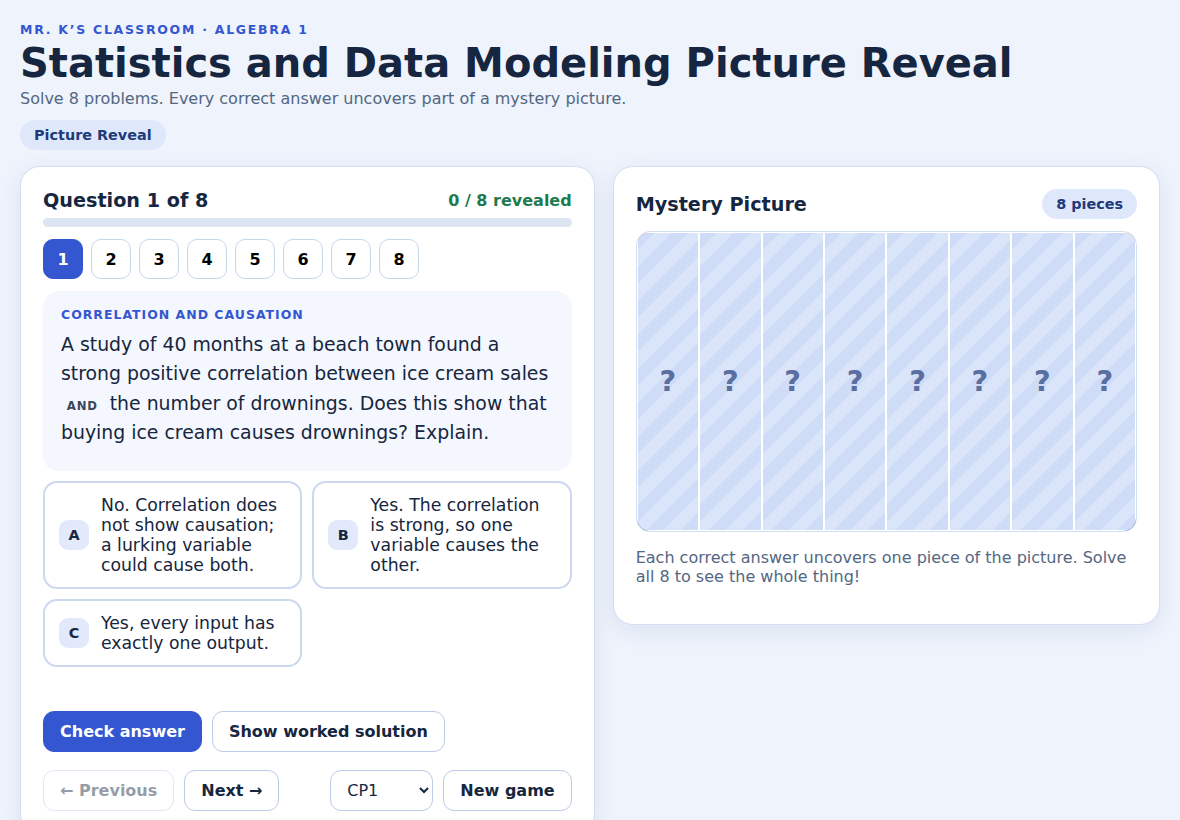 MR. K'S CLASSROOM · ALGEBRA 1
Statistics and Data Modeling Picture Reveal
Solve 8 problems. Every correct answer uncovers part of a mystery picture.
Picture Reveal
Question 1 of 8
0 / 8 revealed
1 2 3 4 5 6 7 8
CORRELATION AND CAUSATION
A study of 40 months at a beach town found a
strong positive correlation between ice cream sales
AND the number of drownings. Does this show that
buying ice cream causes drownings? Explain.
A
No. Correlation does
not show causation;
a lurking variable
could cause both.
B
Yes. The correlation
is strong, so one
variable causes the
other.
C
Yes, every input has
exactly one output.
Check answer
Show worked solution
← Previous
Next →
CP1
New game
Mystery Picture
8 pieces
? ? ? ? ? ? ? ?
Each correct answer uncovers one piece of the picture. Solve
all 8 to see the whole thing!